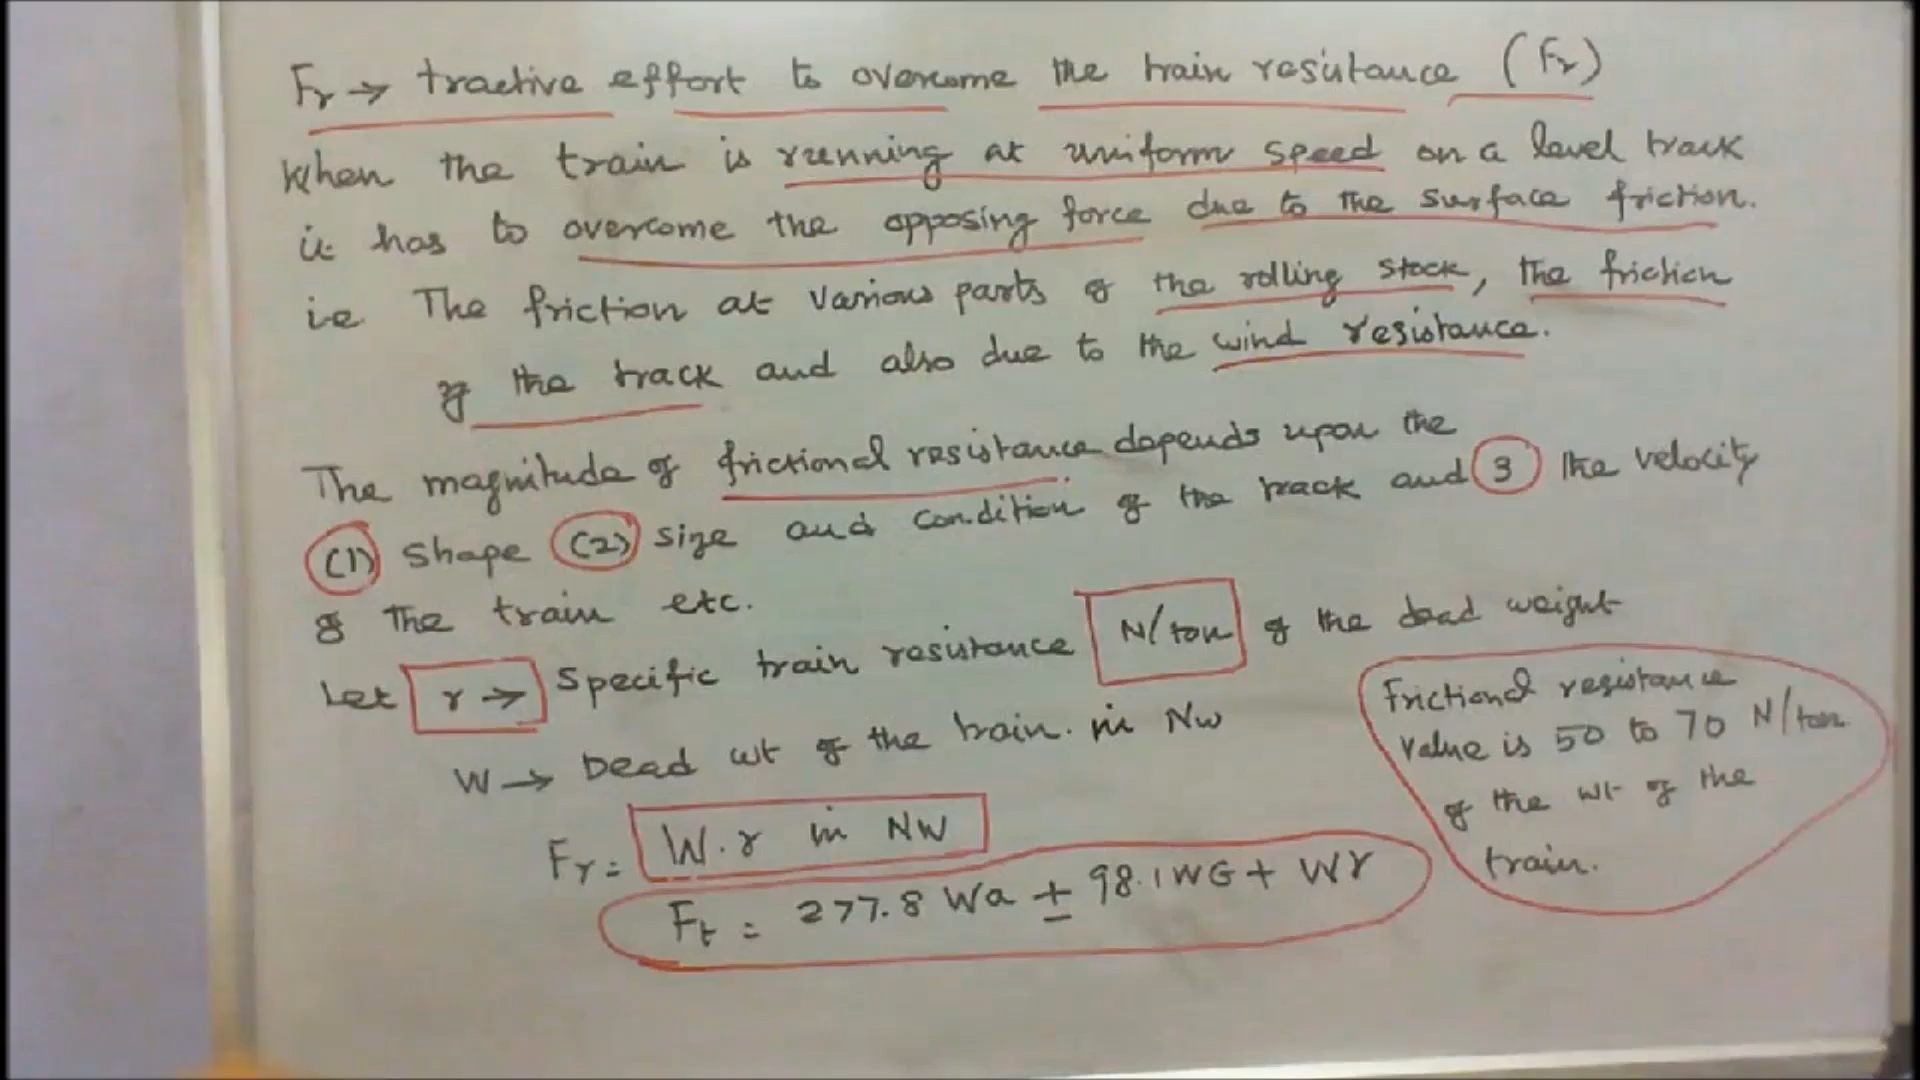 Fr → tractive effort to overcome the train resistance (Fr)
When the train is running at uniform speed on a level track
it has to overcome the opposing force due to the surface friction.
i.e. The friction at various parts of the rolling stock, the friction
of the track and also due to the wind resistance.
The magnitude of frictional resistance depends upon the
(1) shape (2) size and condition of the track and 3 the velocity
of the train etc.
Let r → Specific train resistance N/ton of the dead weight
W → Dead wt of the train. in Nw
Fr = W.r in NW
Ft = 277.8 Wa ± 98.1WG + Wr
Frictional resistance
value is 50 to 70 N/ton
of the wt of the
train.